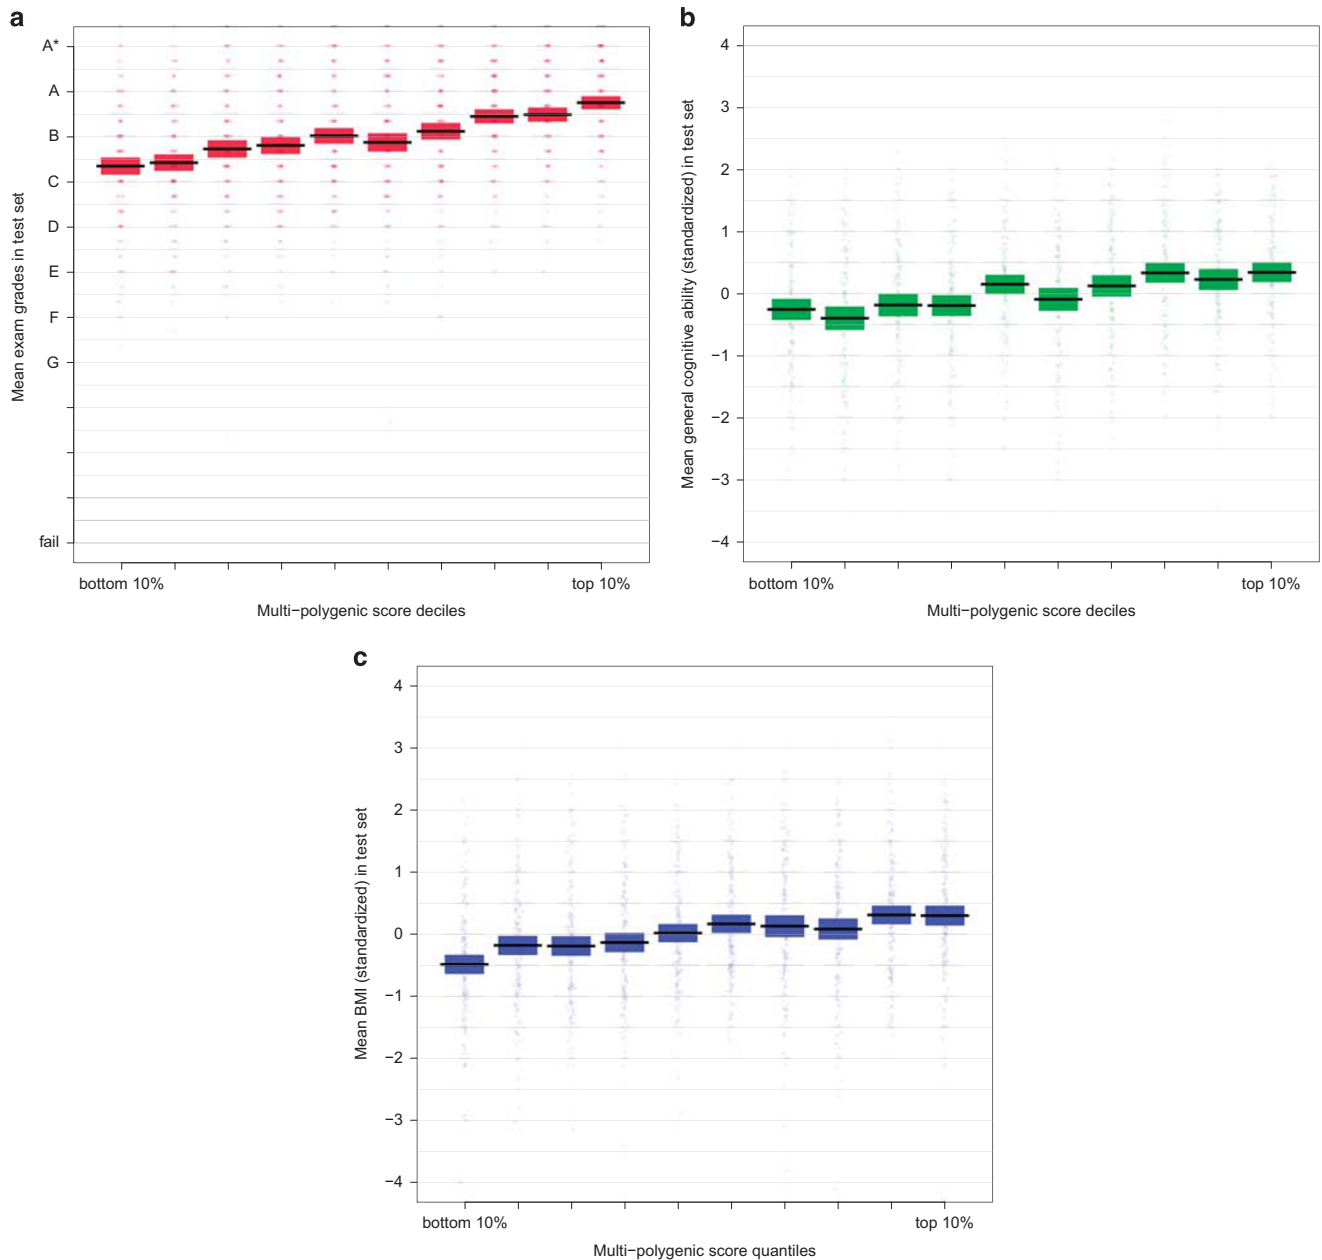 a
A*
A
B
C
D
E
F
G
fail
Mean exam grades in test set
bottom 10%
top 10%
Multi−polygenic score deciles
b
4
3
2
1
0
−1
−2
−3
−4
Mean general cognitive ability (standardized) in test set
bottom 10%
top 10%
Multi−polygenic score deciles
c
4
3
2
1
0
−1
−2
−3
−4
Mean BMI (standardized) in test set
bottom 10%
top 10%
Multi−polygenic score quantiles